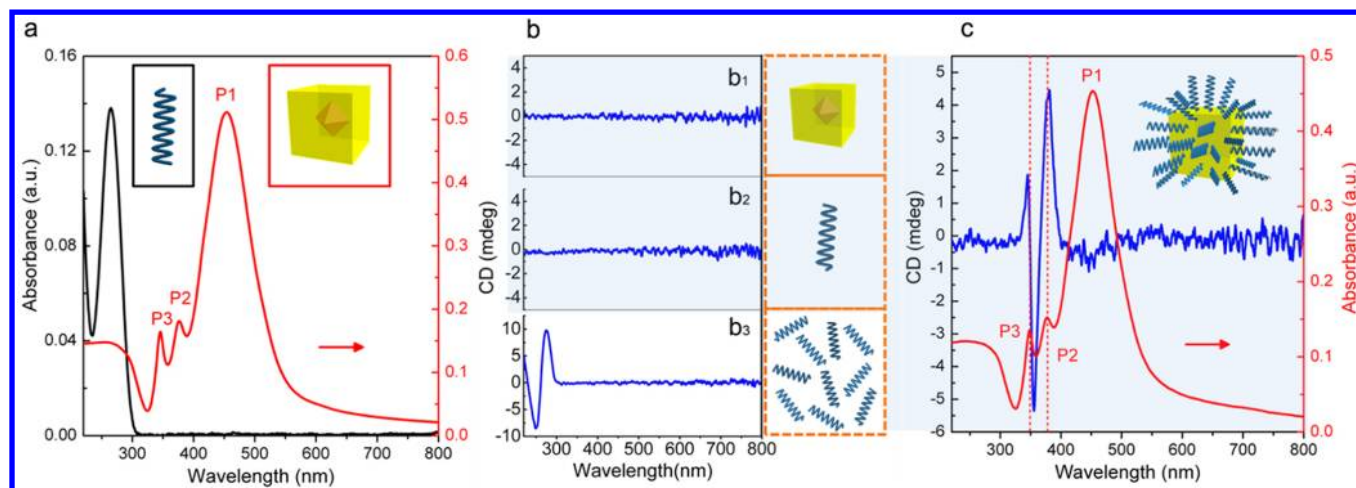 a
b
c
0.16
0.12
0.08
0.04
0.00
Absorbance (a.u.)
P3
P2
P1
0.6
0.5
0.4
0.3
0.2
0.1
0.0
300 400 500 600 700 800
Wavelength (nm)
CD (mdeg)
4
2
0
-2
-4
b1
4
2
0
-2
-4
b2
10
5
0
-5
-10
b3
300 400 500 600 700 800
Wavelength(nm)
CD (mdeg)
5
4
3
2
1
0
-1
-2
-3
-4
-5
-6
P3
P2
P1
0.5
0.4
0.3
0.2
0.1
0.0
Absorbance (a.u.)
300 400 500 600 700 800
Wavelength (nm)